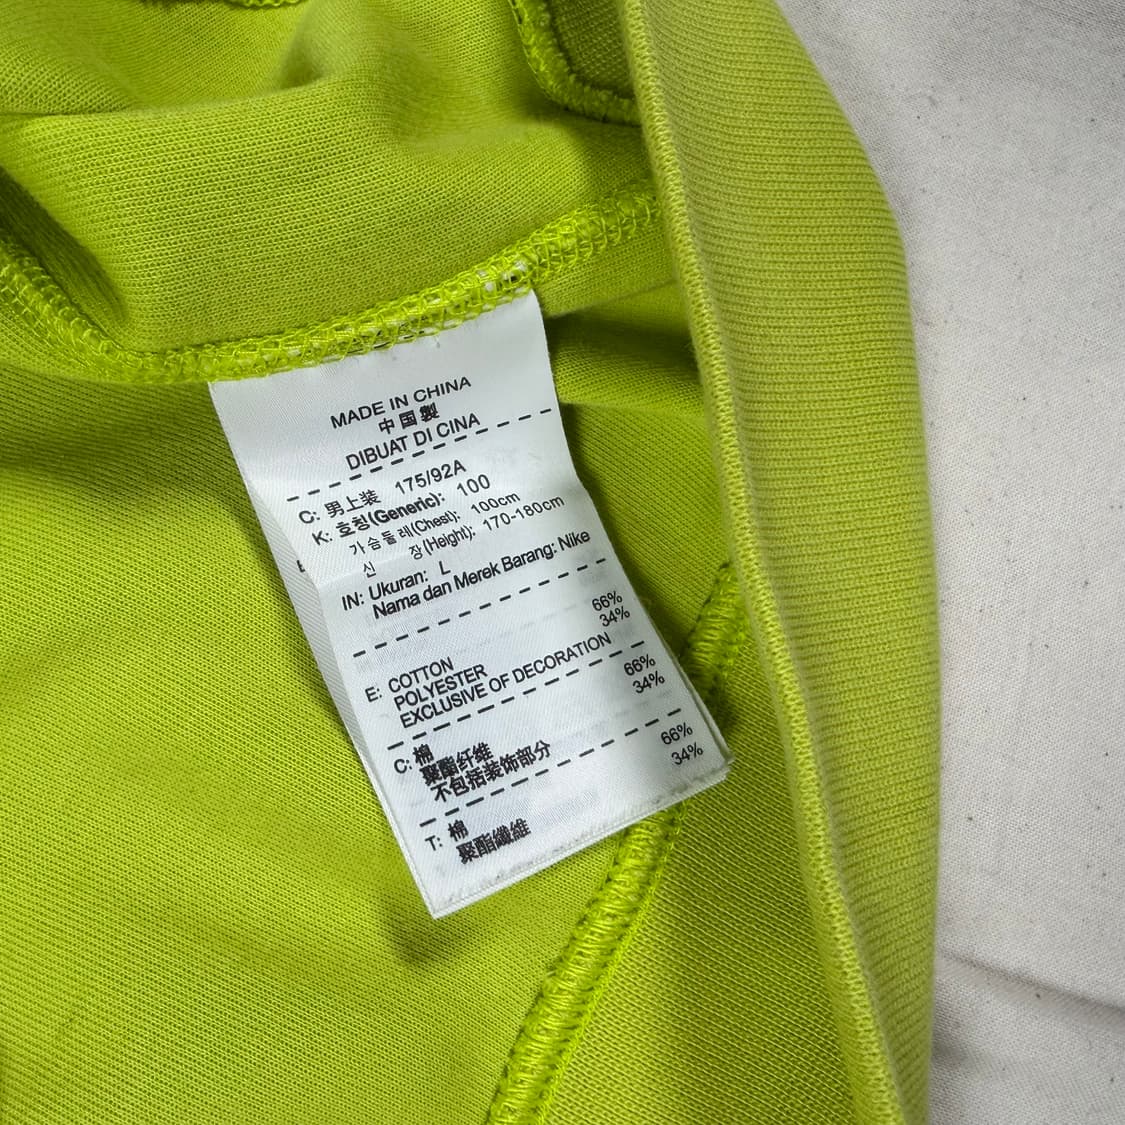 MADE IN CHINA
中国製
DIBUAT DI CINA
C: 男上装 175/92A
K: 호칭(Generic): 100
가슴둘레(Chest): 100cm
신 장(Height): 170-180cm
IN: Ukuran: L
Nama dan Merek Barang: Nike
E: COTTON 66%
POLYESTER 34%
EXCLUSIVE OF DECORATION
C: 棉 66%
聚酯纤维 34%
不包括装饰部分
T: 棉 66%
聚酯纖維 34%